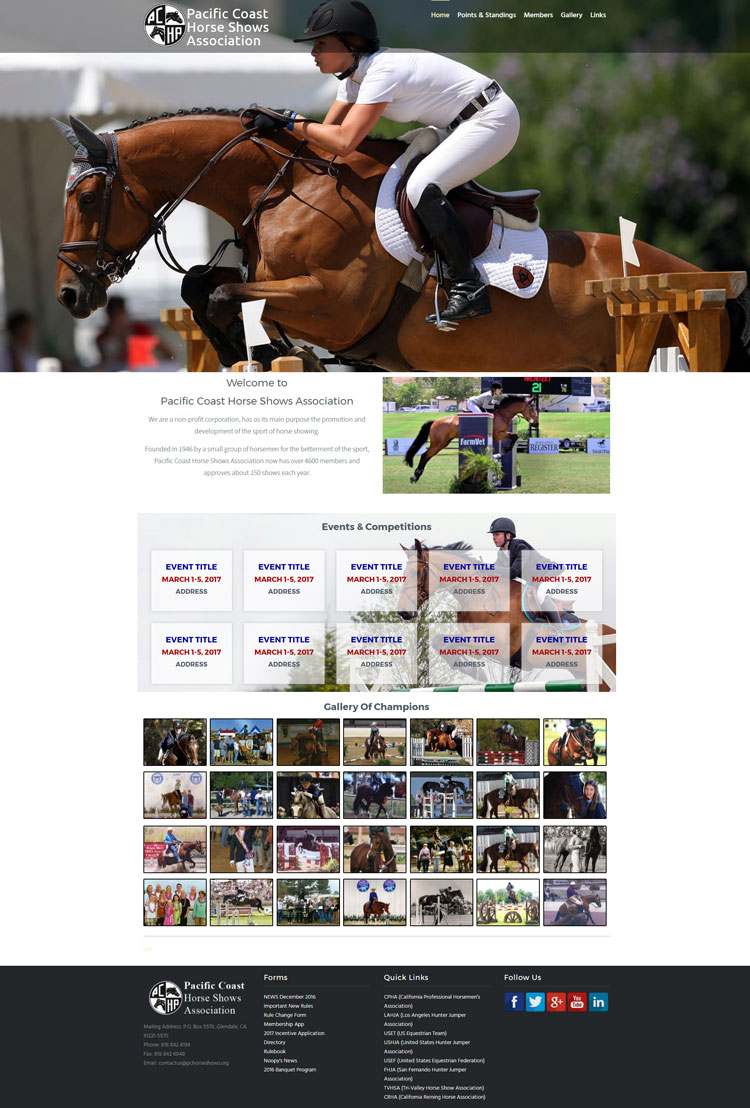 Pacific Coast
Horse Shows
Association
Home Points & Standings Members Gallery Links
Welcome to
Pacific Coast Horse Shows Association
We are a non-profit corporation, has as its main purpose the promotion and
development of the sport of horse showing.
Founded in 1946 by a small group of horsemen for the betterment of the sport,
Pacific Coast Horse Shows Association now has over 4600 members and
approves about 150 shows each year.
21
76
FarmVet
REGISTER
Events & Competitions
EVENT TITLE EVENT TITLE EVENT TITLE EVENT TITLE EVENT TITLE
MARCH 1-5, 2017 MARCH 1-5, 2017 MARCH 1-5, 2017 MARCH 1-5, 2017 MARCH 1-5, 2017
ADDRESS ADDRESS ADDRESS ADDRESS ADDRESS
EVENT TITLE EVENT TITLE EVENT TITLE EVENT TITLE EVENT TITLE
MARCH 1-5, 2017 MARCH 1-5, 2017 MARCH 1-5, 2017 MARCH 1-5, 2017 MARCH 1-5, 2017
ADDRESS ADDRESS ADDRESS ADDRESS ADDRESS
Gallery Of Champions
PC
HA
Pacific Coast
Horse Shows
Association
Mailing Address: P.O. Box 5570 ,Glendale, CA
91221-5570
Phone: 818 842 8194
Fax: 818 842 6046
Email: contactus@pchorseshows.org
Forms
NEWS December 2016
Important New Rules
Rule Change Form
Membership App
2017 Incentive Application
Directory
Rulebook
Noopy's News
2016 Banquet Program
Quick Links
CPHA (California Professional Horsemen's
Association)
LAHJA (Los Angeles Hunter Jumper
Association)
USET (US Equestrian Team)
USHJA (United States Hunter Jumper
Association)
USEF (United States Equestrian Federation)
FHJA (San Fernando Hunter Jumper
Association)
TVHSA (Tri-Valley Horse Show Association)
CRHA (California Reining Horse Association)
Follow Us
f
g+
You
Tube
in